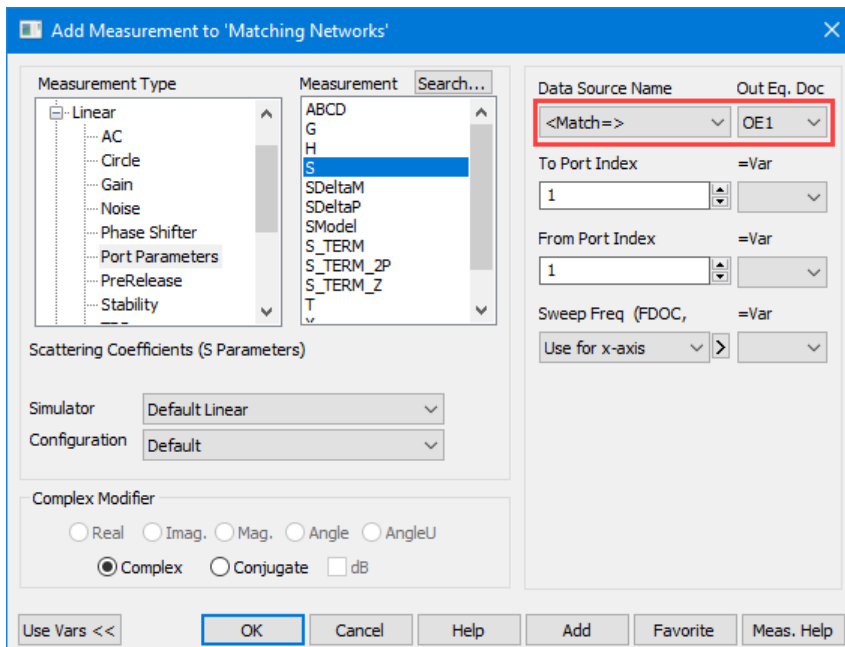 Add Measurement to 'Matching Networks'
Measurement Type
Linear
AC
Circle
Gain
Noise
Phase Shifter
Port Parameters
PreRelease
Stability
Measurement Search...
ABCD
G
H
S
SDeltaM
SDeltaP
SModel
S_TERM
S_TERM_2P
S_TERM_Z
T
Scattering Coefficients (S Parameters)
Simulator Default Linear
Configuration Default
Complex Modifier
Real Imag. Mag. Angle AngleU
Complex Conjugate dB
Data Source Name Out Eq. Doc
<Match=> OE1
To Port Index =Var
1
From Port Index =Var
1
Sweep Freq (FDOC, =Var
Use for x-axis >
Use Vars << OK Cancel Help Add Favorite Meas. Help